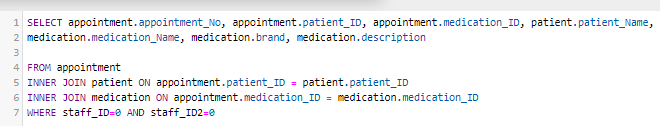 1 SELECT appointment.appointment_No, appointment.patient_ID, appointment.medication_ID, patient.patient_Name,
2 medication.medication_Name, medication.brand, medication.description
3
4 FROM appointment
5 INNER JOIN patient ON appointment.patient_ID = patient.patient_ID
6 INNER JOIN medication ON appointment.medication_ID = medication.medication_ID
7 WHERE staff_ID=0 AND staff_ID2=0